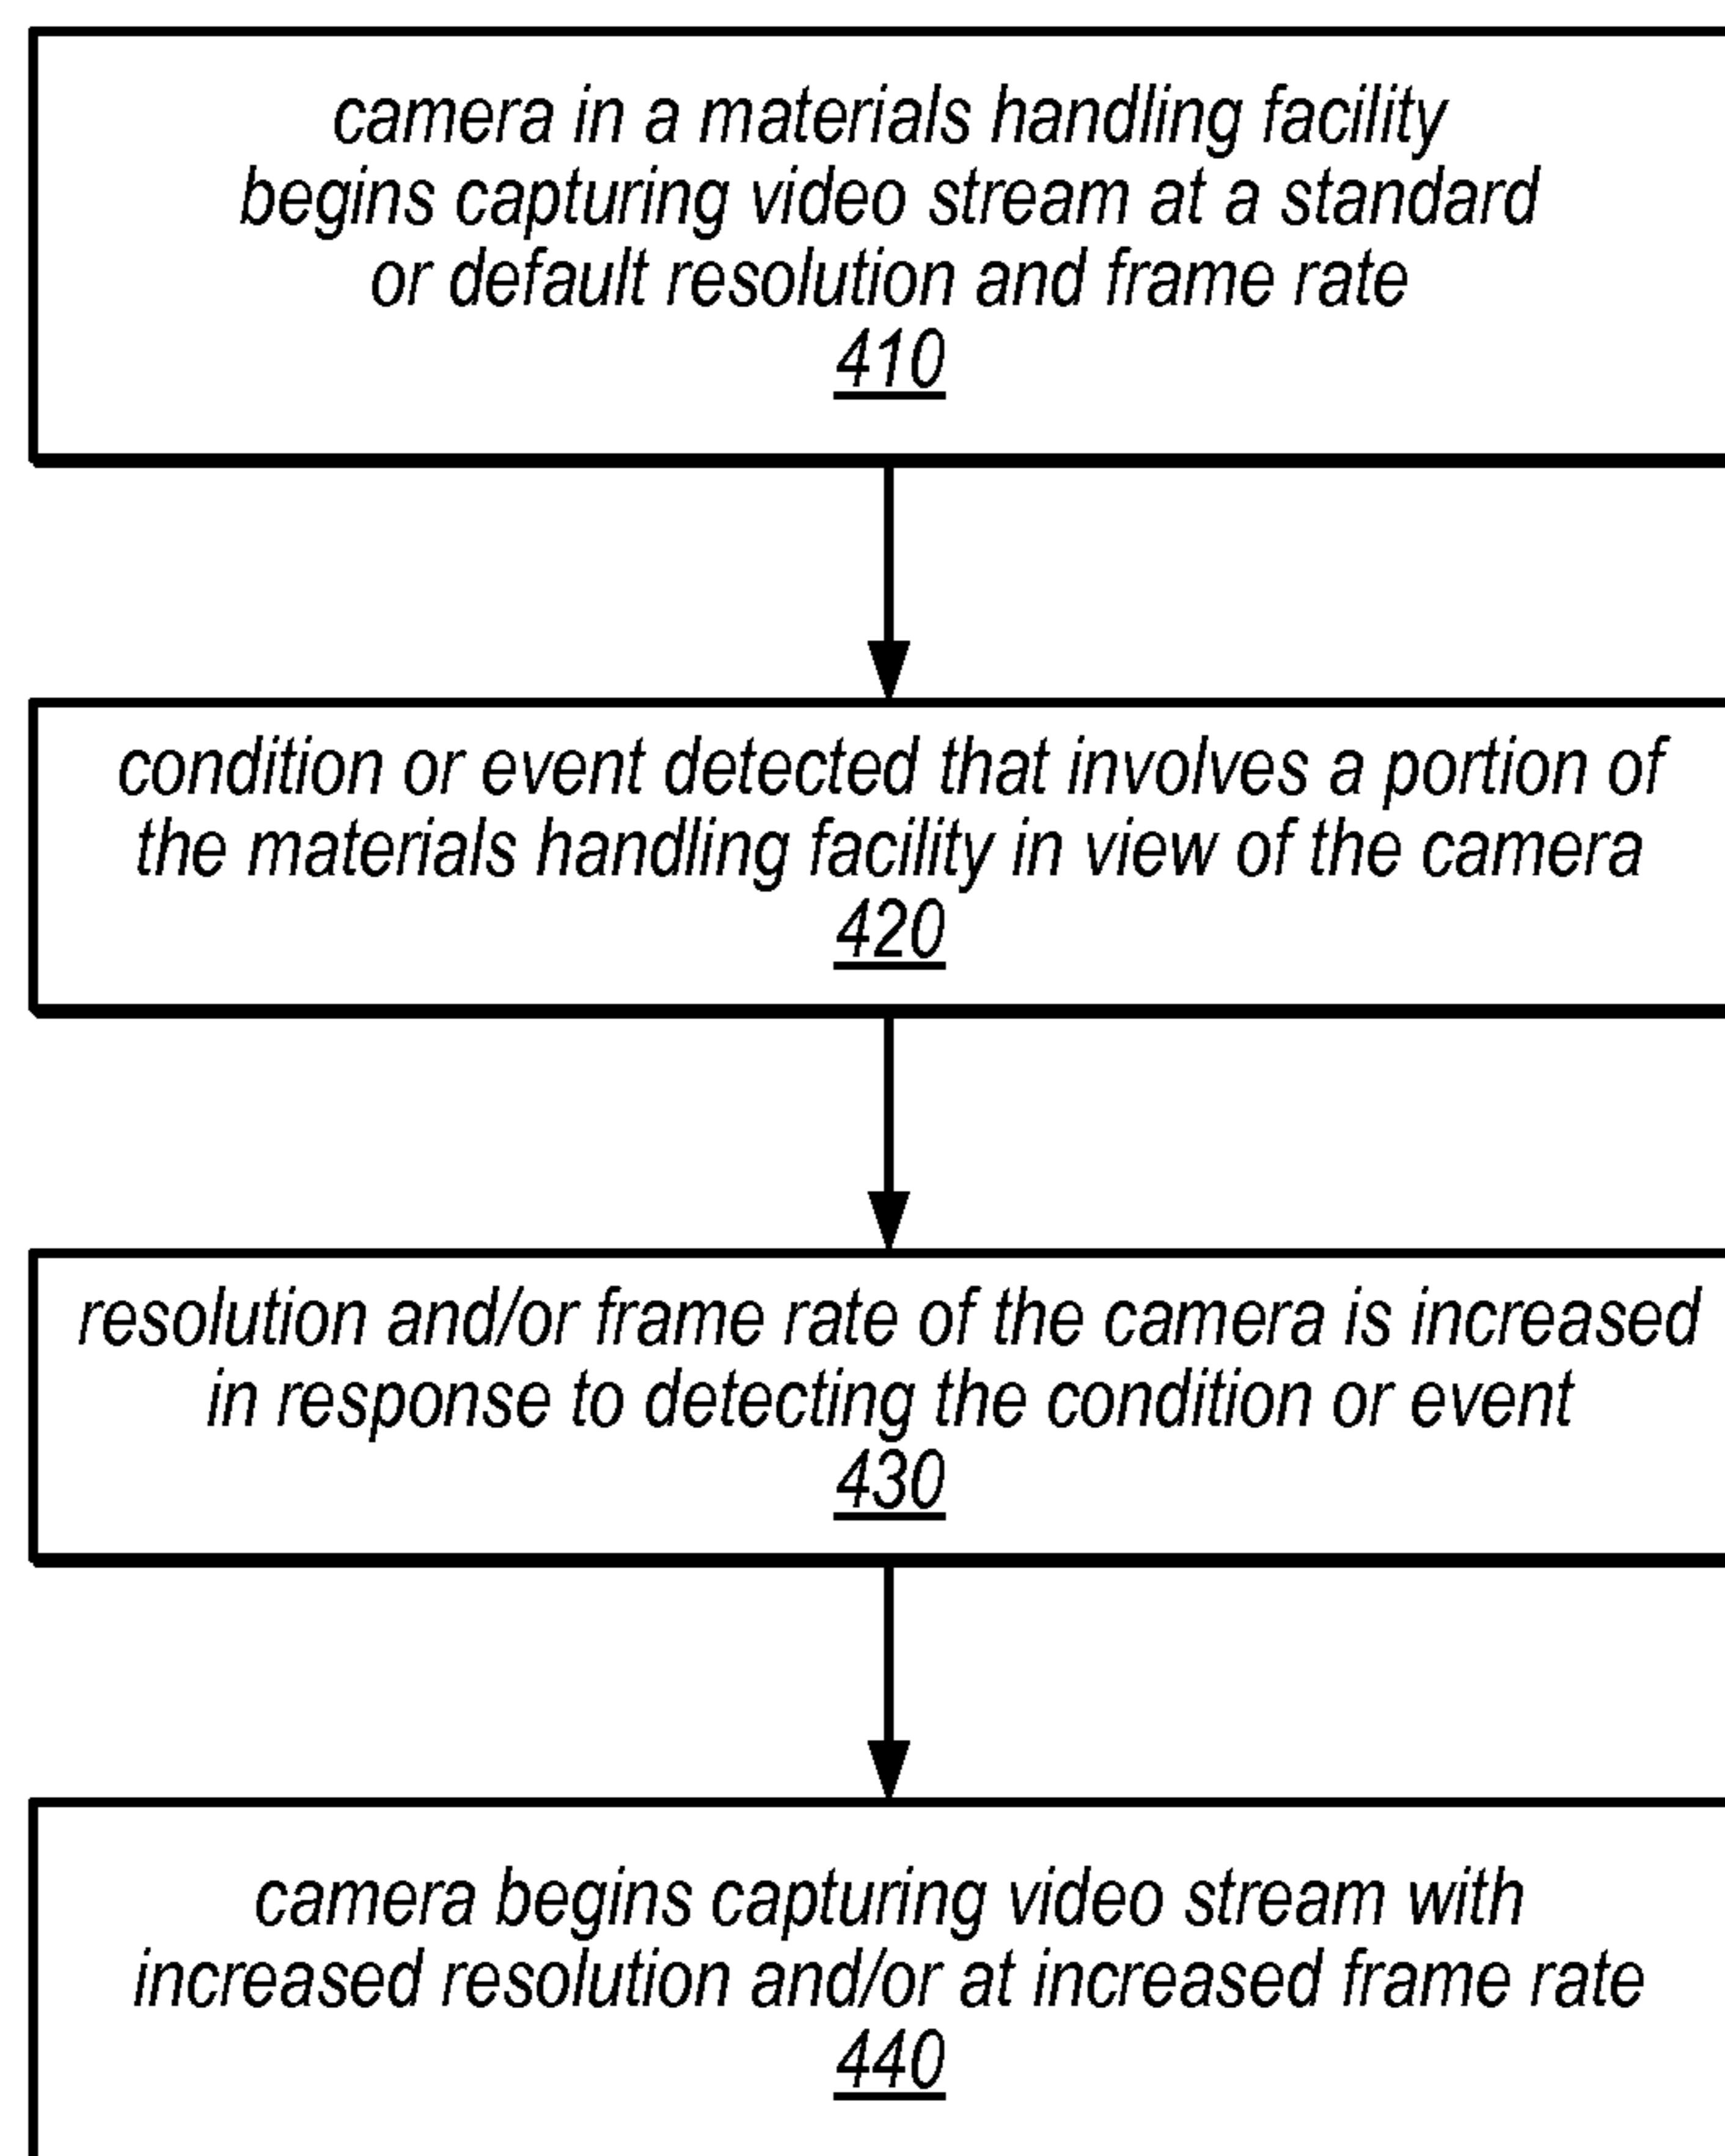 camera in a materials handling facility
begins capturing video stream at a standard
or default resolution and frame rate
410
condition or event detected that involves a portion of
the materials handling facility in view of the camera
420
resolution and/or frame rate of the camera is increased
in response to detecting the condition or event
430
camera begins capturing video stream with
increased resolution and/or at increased frame rate
440